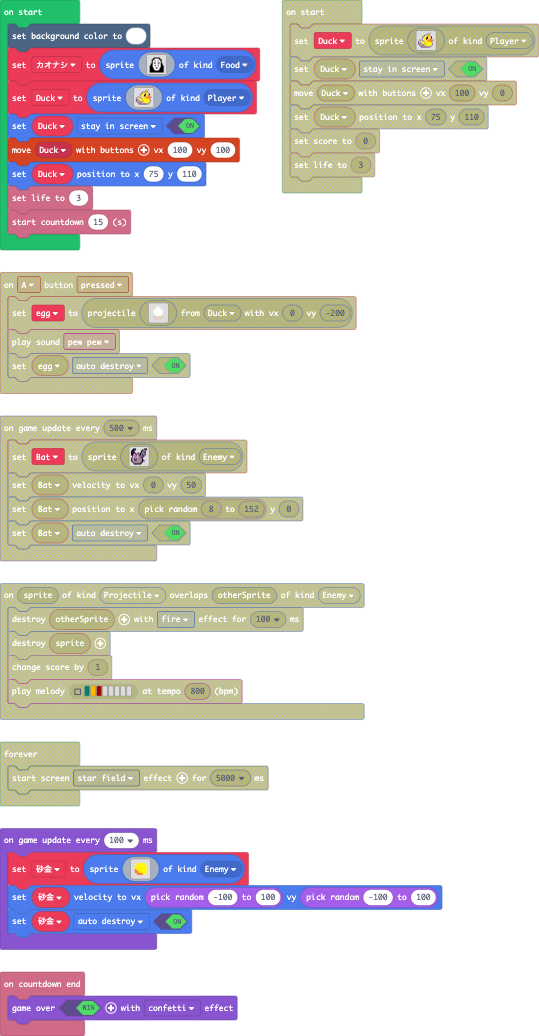 on start
set background color to
set カオナシ to sprite of kind Food
set Duck to sprite of kind Player
set Duck stay in screen ON
move Duck with buttons vx 100 vy 100
set Duck position to x 75 y 110
set life to 3
start countdown 15 (s)
on start
set Duck to sprite of kind Player
set Duck stay in screen ON
move Duck with buttons vx 100 vy 0
set Duck position to x 75 y 110
set score to 0
set life to 3
on A button pressed
set egg to projectile from Duck with vx 0 vy -200
play sound pew pew
set egg auto destroy ON
on game update every 500 ms
set Bat to sprite of kind Enemy
set Bat velocity to vx 0 vy 50
set Bat position to x pick random 8 to 152 y 0
set Bat auto destroy ON
on sprite of kind Projectile overlaps otherSprite of kind Enemy
destroy otherSprite with fire effect for 100 ms
destroy sprite
change score by 1
play melody at tempo 800 (bpm)
forever
start screen star field effect for 5000 ms
on game update every 100 ms
set 砂金 to sprite of kind Enemy
set 砂金 velocity to vx pick random -100 to 100 vy pick random -100 to 100
set 砂金 auto destroy ON
on countdown end
game over WIN with confetti effect